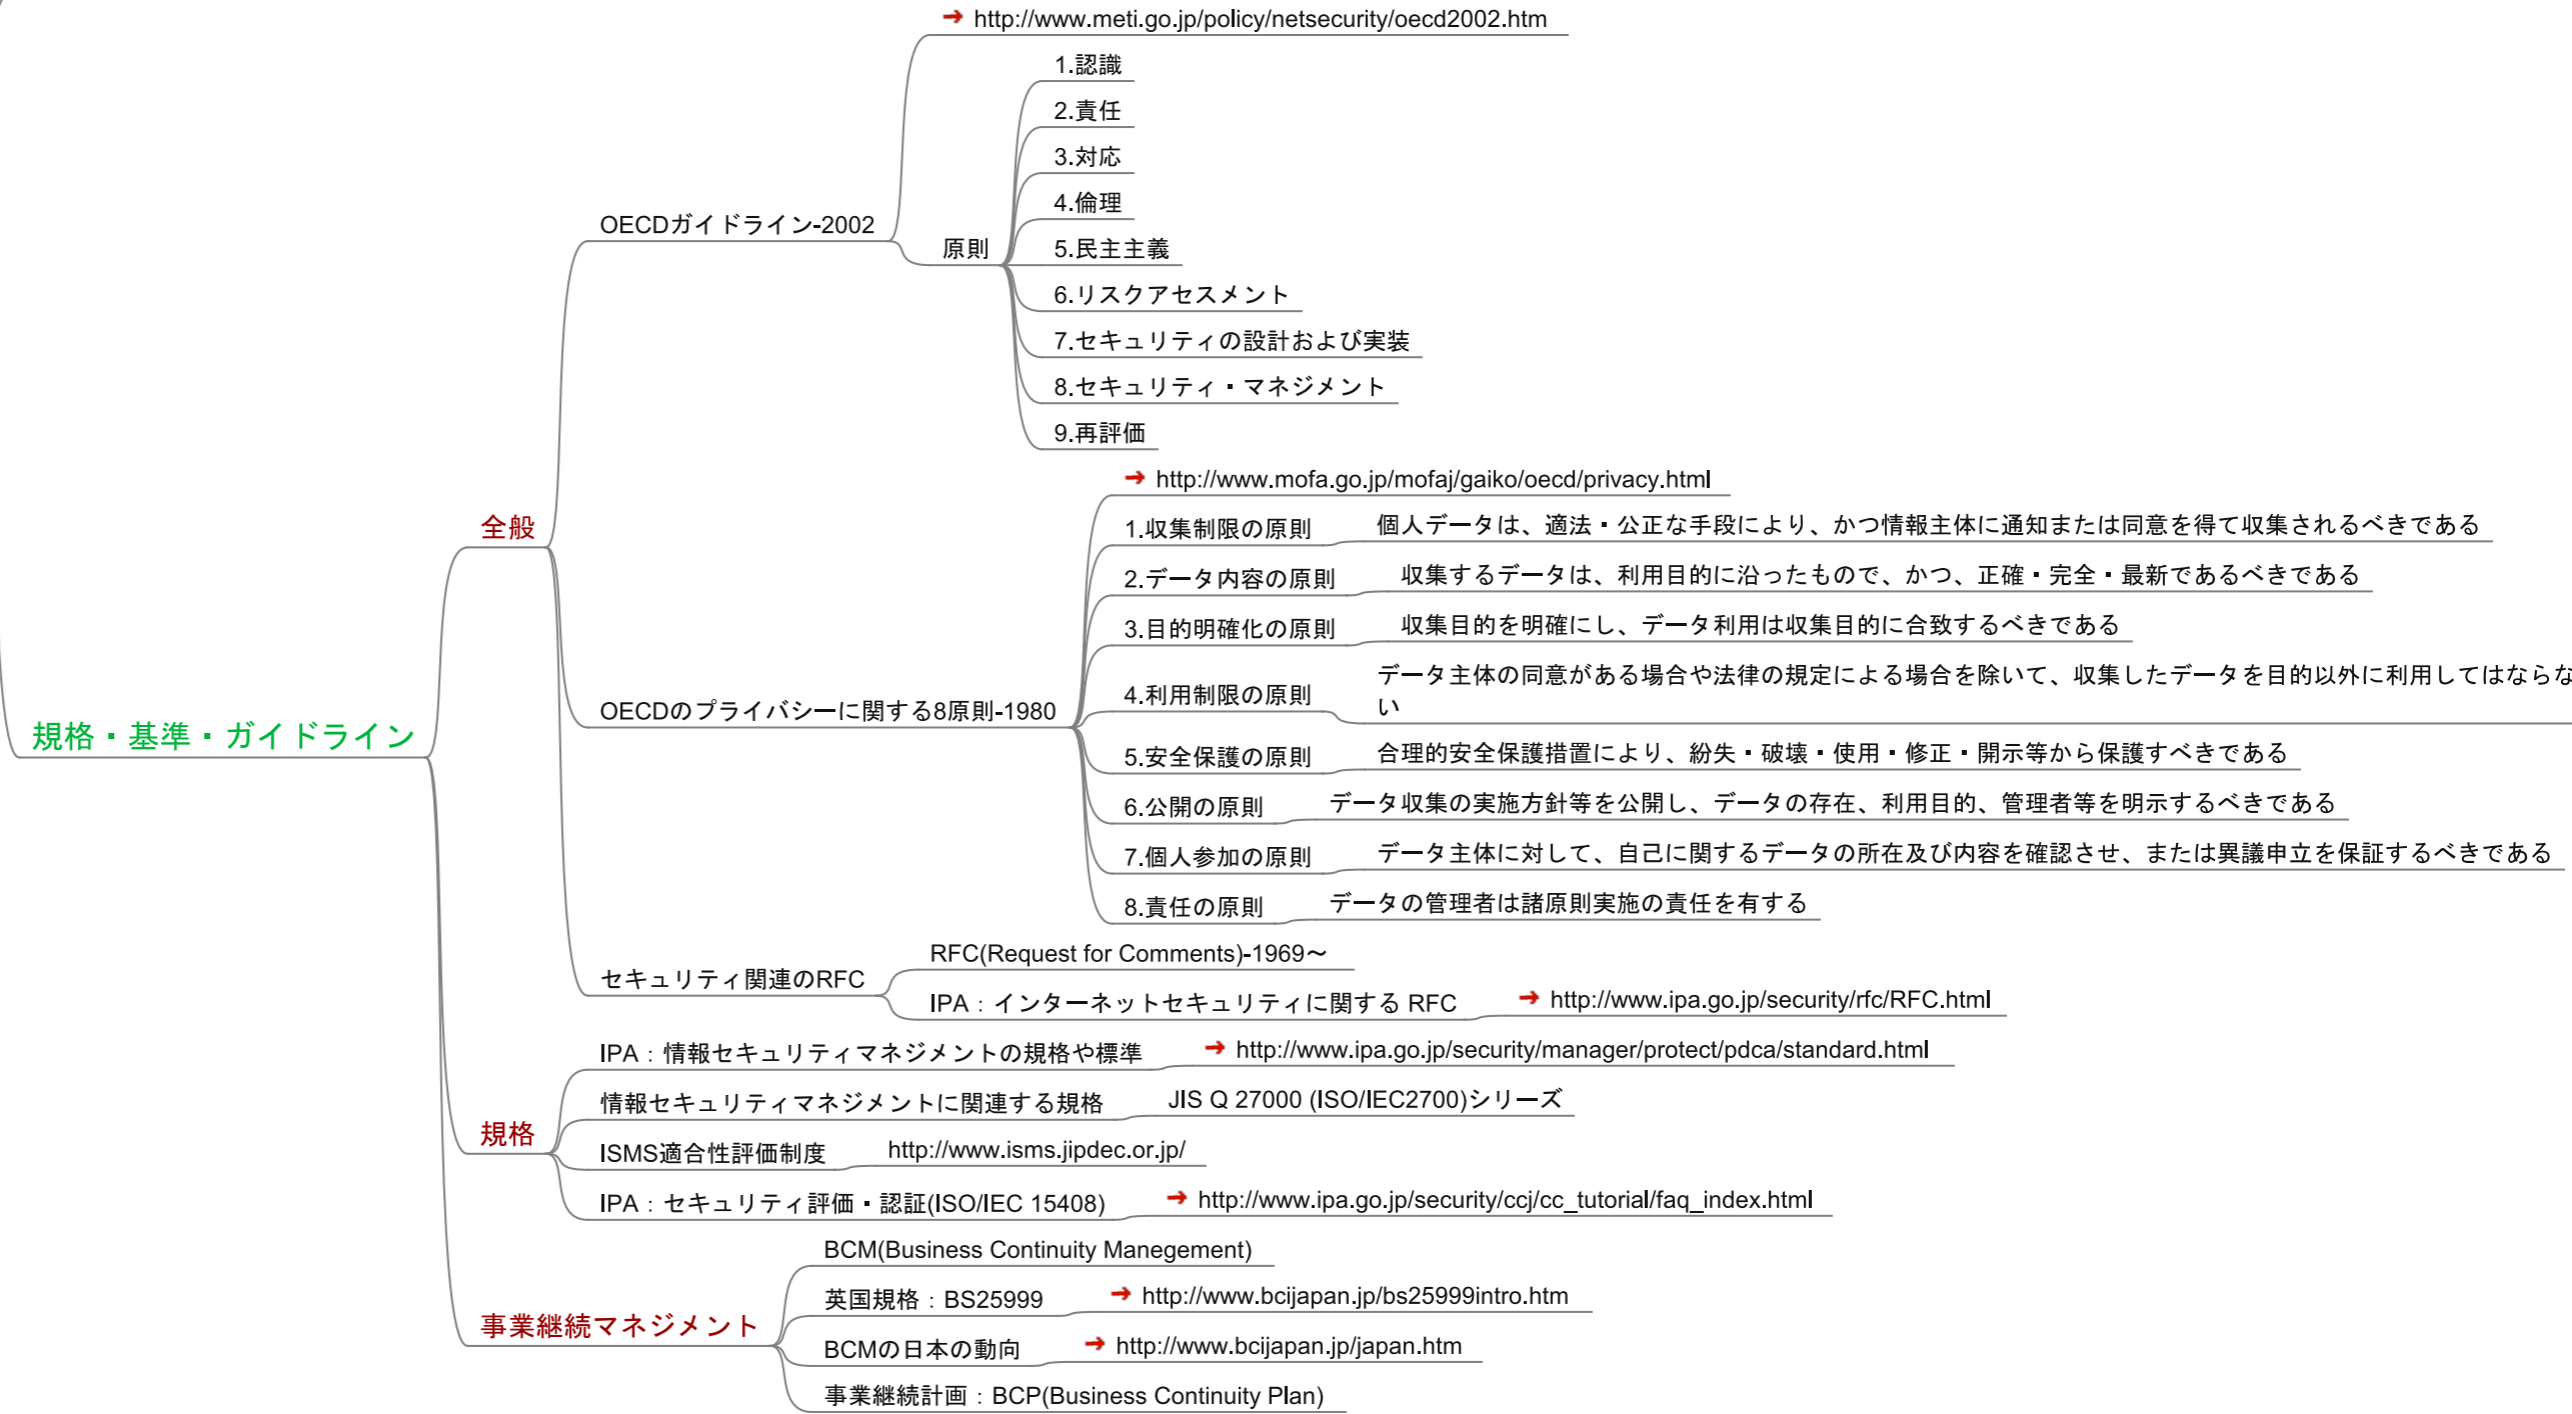 http://www.meti.go.jp/policy/netsecurity/oecd2002.htm
1.認識
2.責任
3.対応
4.倫理
OECDガイドライン-2002
原則
5.民主主義
6.リスクアセスメント
7.セキュリティの設計および実装
8.セキュリティ・マネジメント
9.再評価
全般
http://www.mofa.go.jp/mofaj/gaiko/oecd/privacy.html
1.収集制限の原則 個人データは、適法・公正な手段により、かつ情報主体に通知または同意を得て収集されるべきである
2.データ内容の原則 収集するデータは、利用目的に沿ったもので、かつ、正確・完全・最新であるべきである
3.目的明確化の原則 収集目的を明確にし、データ利用は収集目的に合致するべきである
4.利用制限の原則 データ主体の同意がある場合や法律の規定による場合を除いて、収集したデータを目的以外に利用してはならな
い
OECDのプライバシーに関する8原則-1980
規格・基準・ガイドライン
5.安全保護の原則 合理的安全保護措置により、紛失・破壊・使用・修正・開示等から保護すべきである
6.公開の原則 データ収集の実施方針等を公開し、データの存在、利用目的、管理者等を明示するべきである
7.個人参加の原則 データ主体に対して、自己に関するデータの所在及び内容を確認させ、または異議申立を保証するべきである
8.責任の原則 データの管理者は諸原則実施の責任を有する
セキュリティ関連のRFC
RFC(Request for Comments)-1969〜
IPA：インターネットセキュリティに関する RFC http://www.ipa.go.jp/security/rfc/RFC.html
規格
IPA：情報セキュリティマネジメントの規格や標準 http://www.ipa.go.jp/security/manager/protect/pdca/standard.html
情報セキュリティマネジメントに関連する規格 JIS Q 27000 (ISO/IEC2700)シリーズ
ISMS適合性評価制度 http://www.isms.jipdec.or.jp/
IPA：セキュリティ評価・認証(ISO/IEC 15408) http://www.ipa.go.jp/security/ccj/cc_tutorial/faq_index.html
事業継続マネジメント
BCM(Business Continuity Manegement)
英国規格：BS25999 http://www.bcijapan.jp/bs25999intro.htm
BCMの日本の動向 http://www.bcijapan.jp/japan.htm
事業継続計画：BCP(Business Continuity Plan)